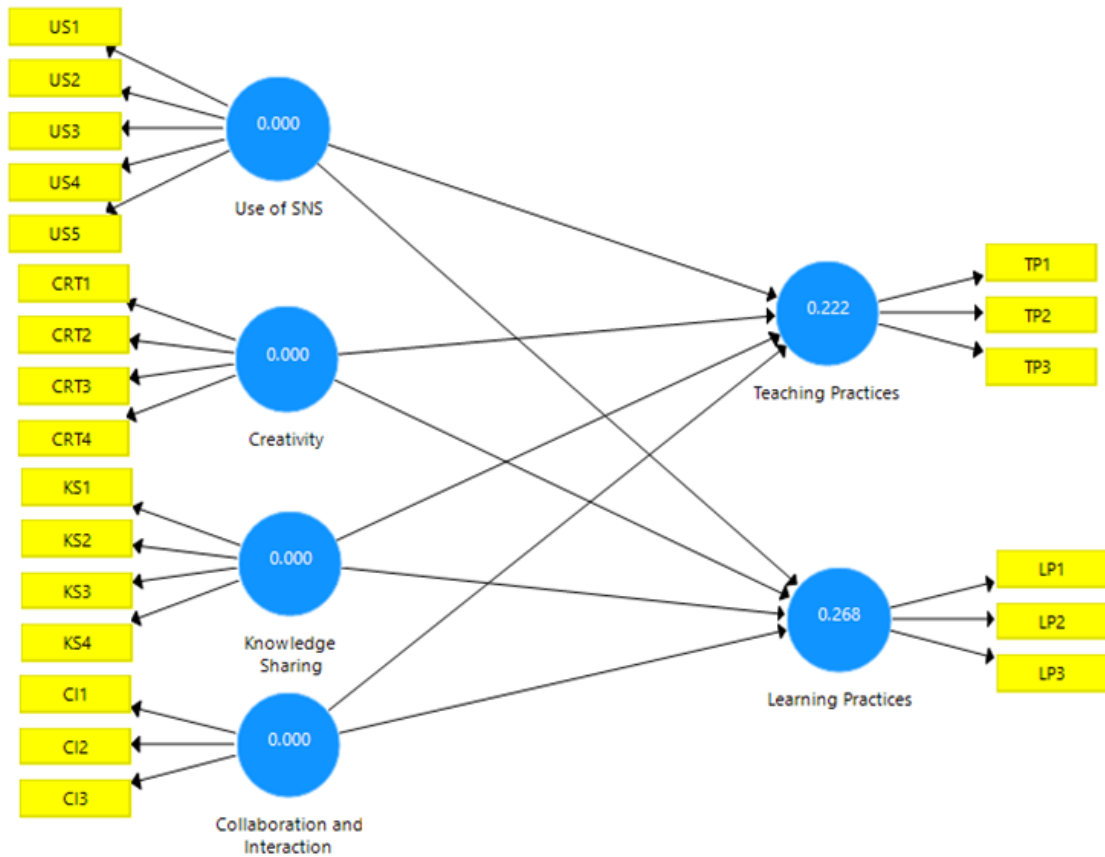 US1
US2
US3
US4
US5
0.000
Use of SNS
CRT1
CRT2
CRT3
CRT4
0.000
Creativity
KS1
KS2
KS3
KS4
0.000
Knowledge
Sharing
CI1
CI2
CI3
0.000
Collaboration and
Interaction
0.222
Teaching Practices
TP1
TP2
TP3
0.268
Learning Practices
LP1
LP2
LP3